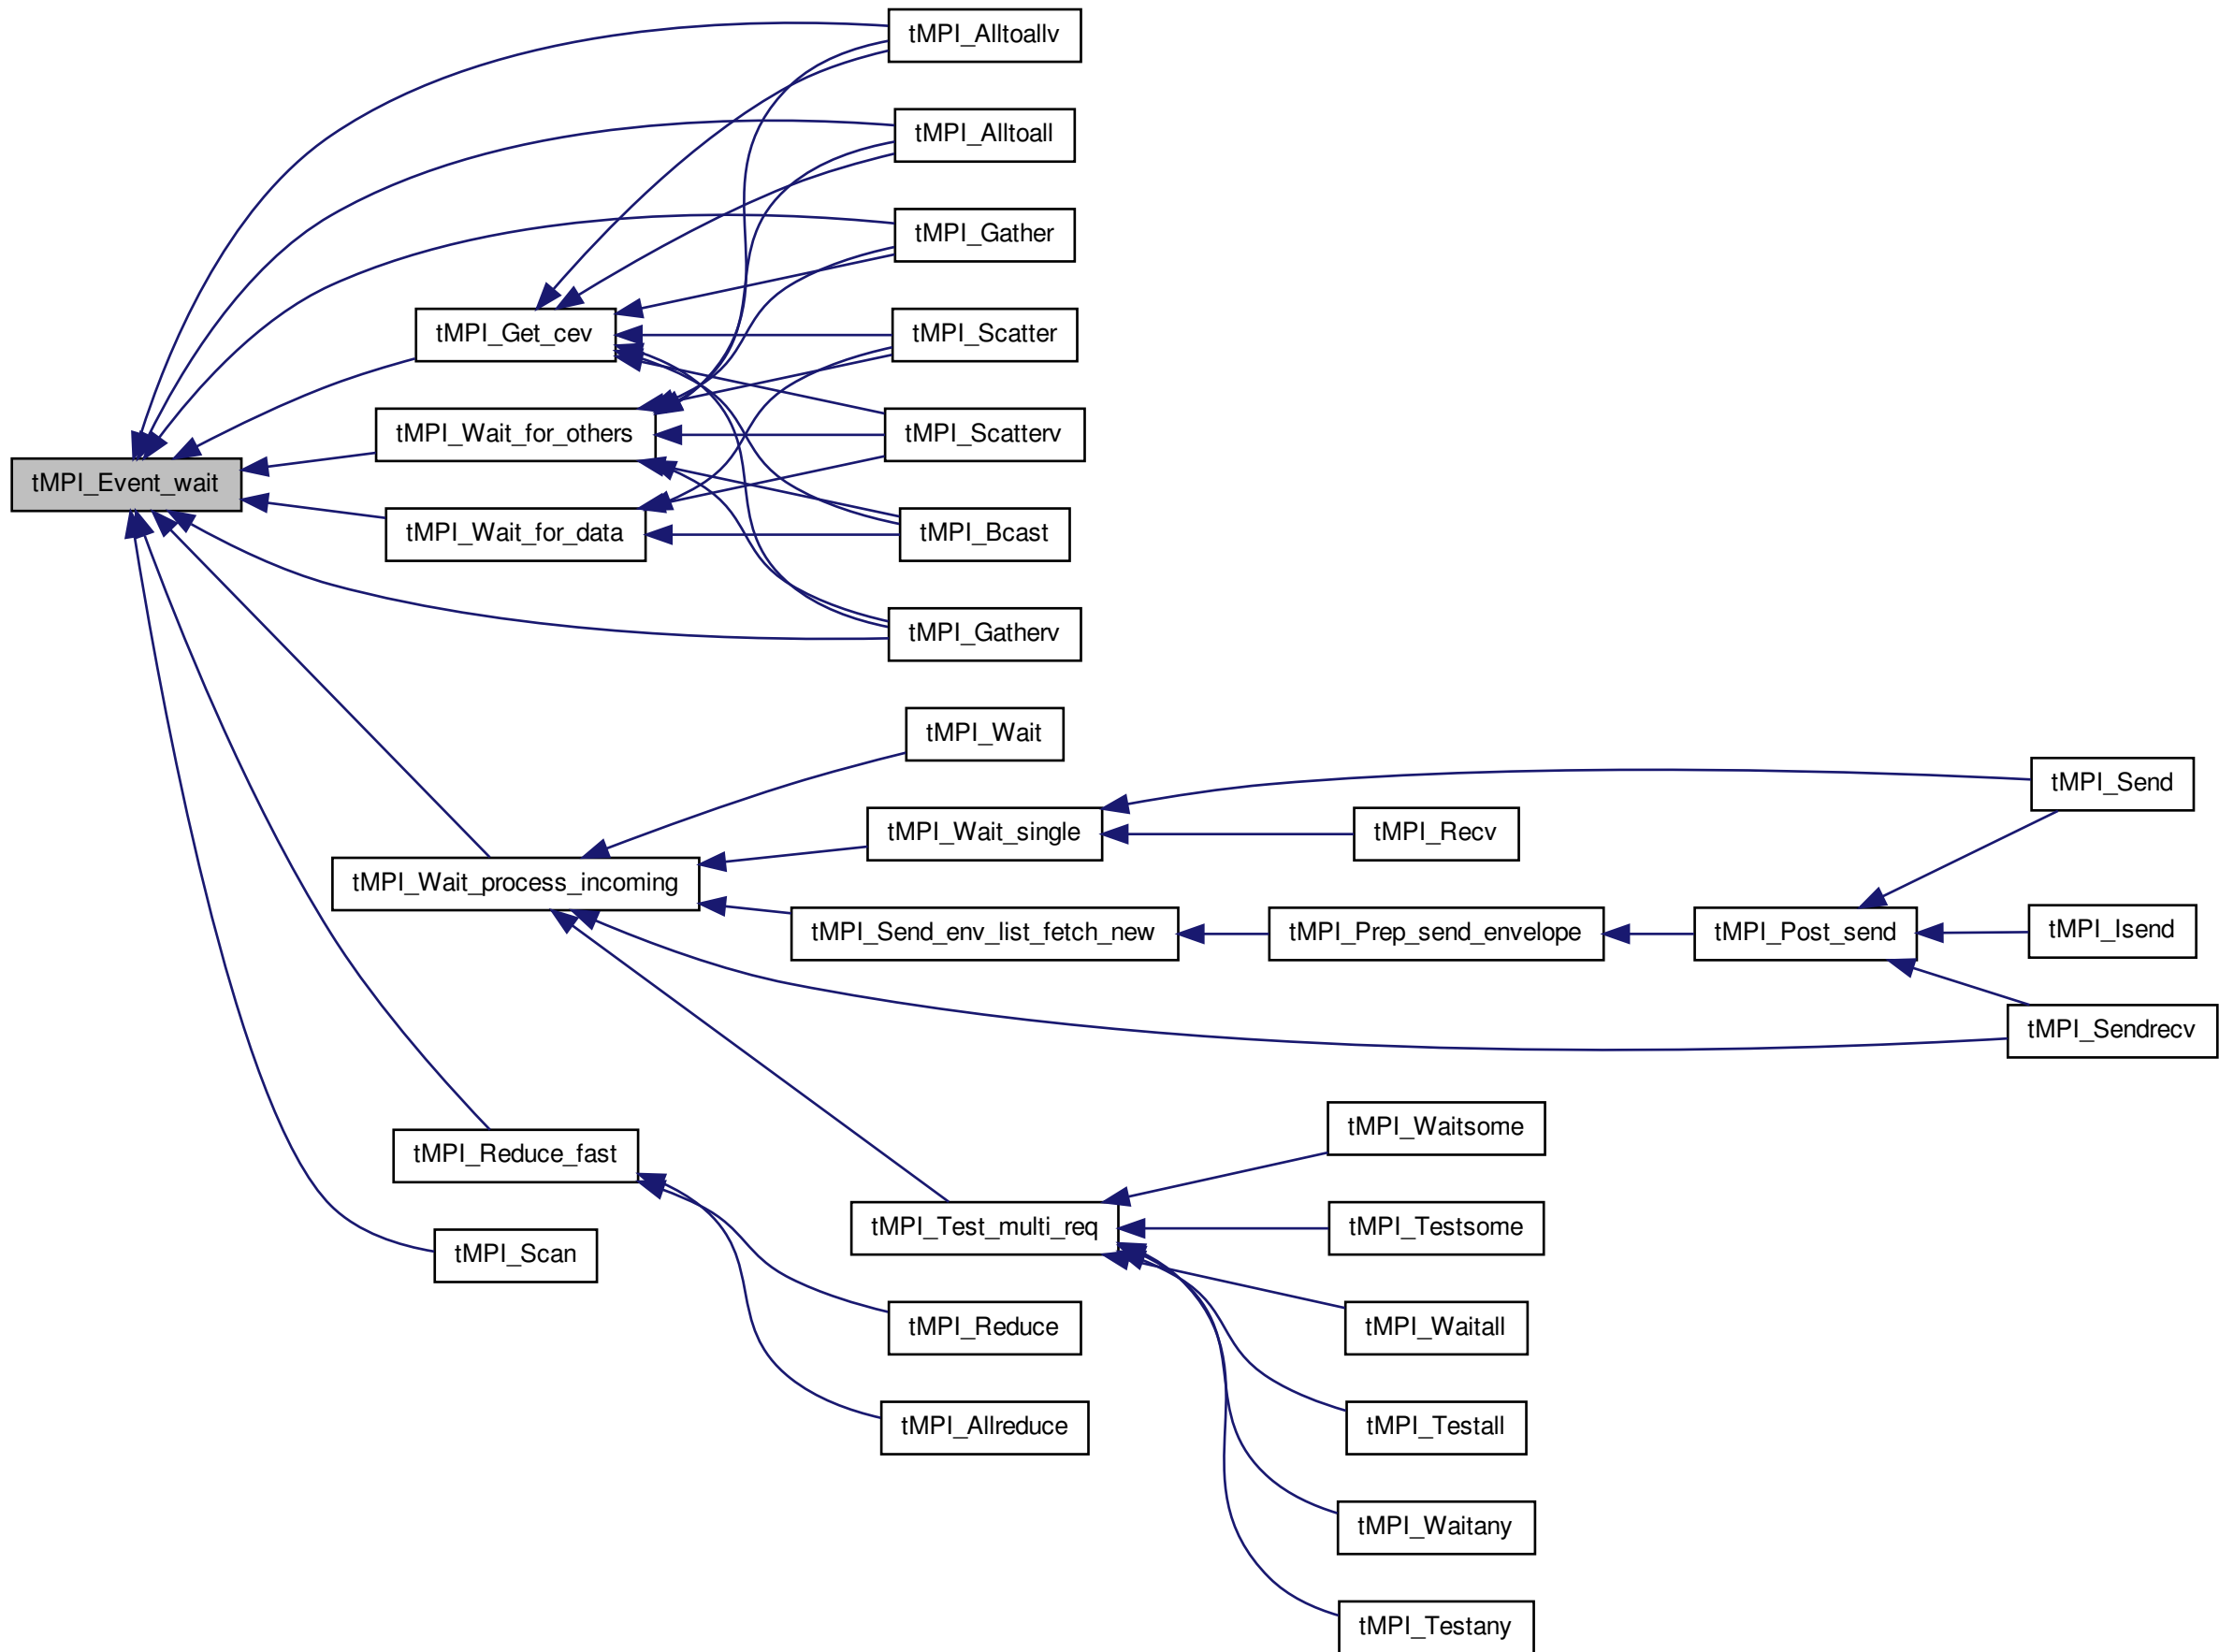 tMPI_Alltoallv
tMPI_Alltoall
tMPI_Gather
tMPI_Get_cev
tMPI_Scatter
tMPI_Wait_for_others
tMPI_Scatterv
tMPI_Event_wait
tMPI_Wait_for_data
tMPI_Bcast
tMPI_Gatherv
tMPI_Wait
tMPI_Send
tMPI_Wait_single
tMPI_Recv
tMPI_Wait_process_incoming
tMPI_Send_env_list_fetch_new
tMPI_Prep_send_envelope
tMPI_Post_send
tMPI_Isend
tMPI_Sendrecv
tMPI_Waitsome
tMPI_Reduce_fast
tMPI_Test_multi_req
tMPI_Testsome
tMPI_Scan
tMPI_Reduce
tMPI_Waitall
tMPI_Allreduce
tMPI_Testall
tMPI_Waitany
tMPI_Testany